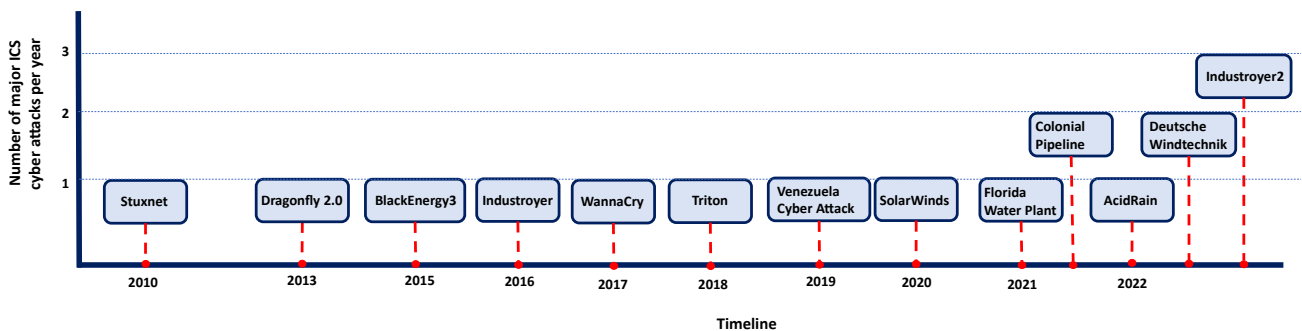 Number of major ICS
cyber attacks per year
3
2
1
Industroyer2
Colonial
Pipeline
Deutsche
Windtechnik
Stuxnet
Dragonfly 2.0
BlackEnergy3
Industroyer
WannaCry
Triton
Venezuela
Cyber Attack
SolarWinds
Florida
Water Plant
AcidRain
2010
2013
2015
2016
2017
2018
2019
2020
2021
2022
Timeline